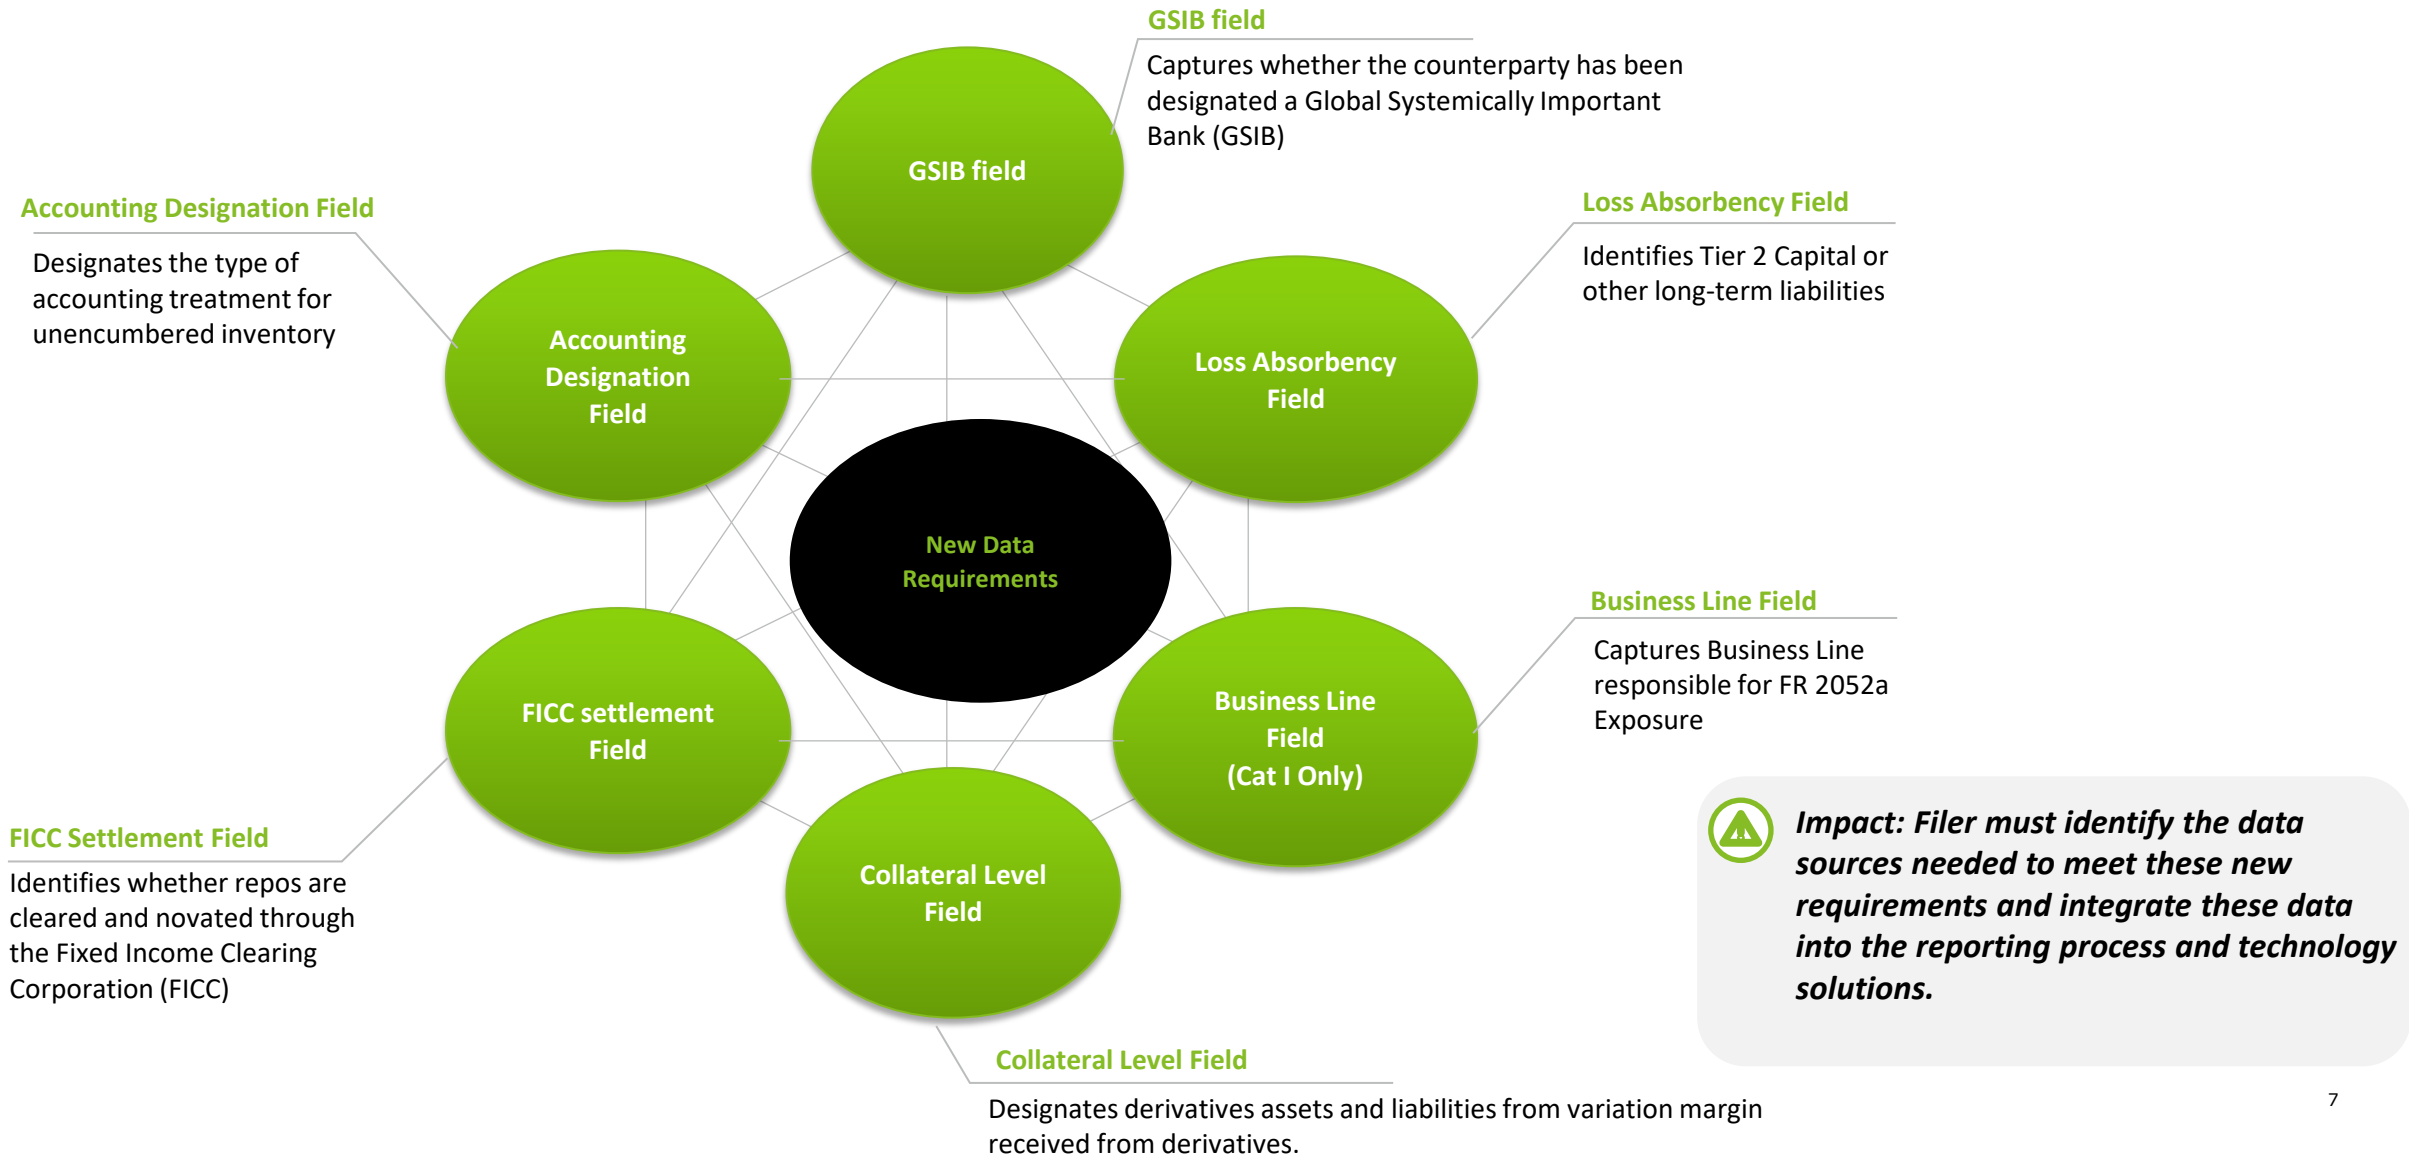 GSIB field
Captures whether the counterparty has been
designated a Global Systemically Important
Bank (GSIB)
GSIB field
Accounting Designation Field
Designates the type of
accounting treatment for
unencumbered inventory
Loss Absorbency Field
Identifies Tier 2 Capital or
other long-term liabilities
Accounting
Designation
Field
Loss Absorbency
Field
New Data
Requirements
Business Line Field
Captures Business Line
responsible for FR 2052a
Exposure
FICC settlement
Field
Business Line
Field
(Cat I Only)
FICC Settlement Field
Identifies whether repos are
cleared and novated through
the Fixed Income Clearing
Corporation (FICC)
Collateral Level
Field
Impact: Filer must identify the data
sources needed to meet these new
requirements and integrate these data
into the reporting process and technology
solutions.
Collateral Level Field
Designates derivatives assets and liabilities from variation margin
received from derivatives.
7